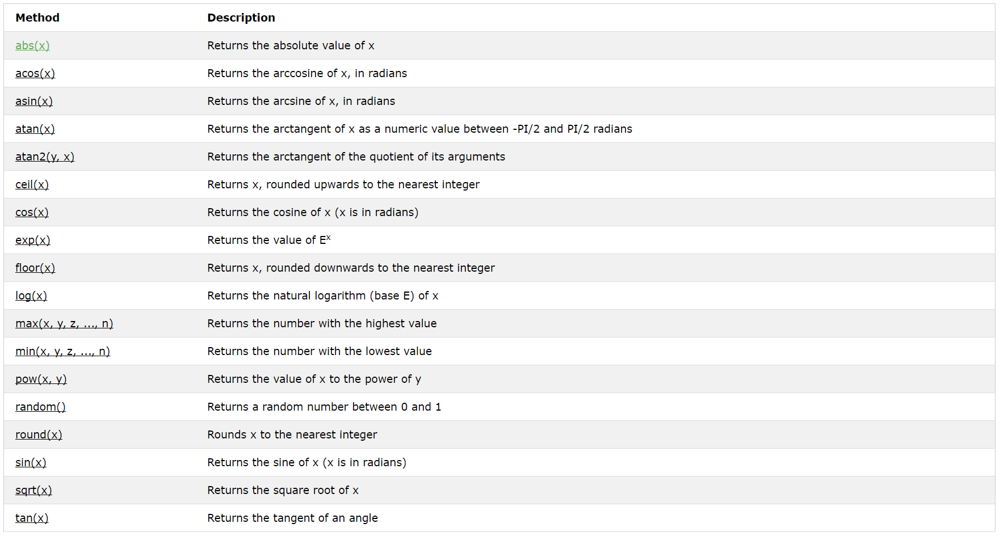 Method Description
abs(x) Returns the absolute value of x
acos(x) Returns the arccosine of x, in radians
asin(x) Returns the arcsine of x, in radians
atan(x) Returns the arctangent of x as a numeric value between -PI/2 and PI/2 radians
atan2(y, x) Returns the arctangent of the quotient of its arguments
ceil(x) Returns x, rounded upwards to the nearest integer
cos(x) Returns the cosine of x (x is in radians)
exp(x) Returns the value of Eˣ
floor(x) Returns x, rounded downwards to the nearest integer
log(x) Returns the natural logarithm (base E) of x
max(x, y, z, ..., n) Returns the number with the highest value
min(x, y, z, ..., n) Returns the number with the lowest value
pow(x, y) Returns the value of x to the power of y
random() Returns a random number between 0 and 1
round(x) Rounds x to the nearest integer
sin(x) Returns the sine of x (x is in radians)
sqrt(x) Returns the square root of x
tan(x) Returns the tangent of an angle